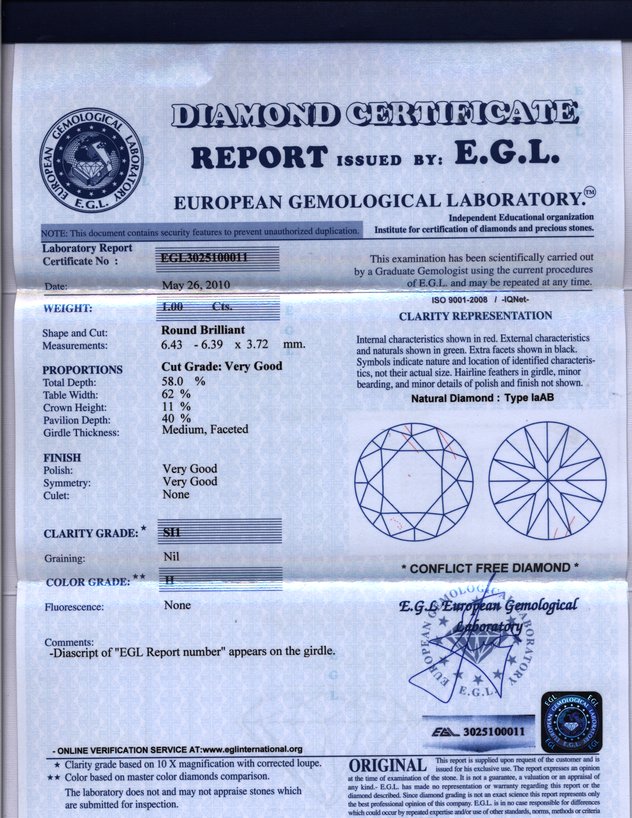 EUROPEAN GEMOLOGICAL LABORATORY
E.G.L.
DIAMOND CERTIFICATE
REPORT ISSUED BY: E.G.L.
EUROPEAN GEMOLOGICAL LABORATORY.™
Independent Educational organization
Institute for certification of diamonds and precious stones.
NOTE: This document contains security features to prevent unauthorized duplication.
Laboratory Report
Certificate No : EGL3025100011
Date: May 26, 2010
WEIGHT: 1.00 Cts.
Shape and Cut: Round Brilliant
Measurements: 6.43 - 6.39 x 3.72 mm.
PROPORTIONS Cut Grade: Very Good
Total Depth: 58.0 %
Table Width: 62 %
Crown Height: 11 %
Pavilion Depth: 40 %
Girdle Thickness: Medium, Faceted
FINISH
Polish: Very Good
Symmetry: Very Good
Culet: None
CLARITY GRADE: * SI1
Graining: Nil
COLOR GRADE: ** H
Fluorescence: None
Comments:
-Diascript of "EGL Report number" appears on the girdle.
This examination has been scientifically carried out
by a Graduate Gemologist using the current procedures
of E.G.L. and may be repeated at any time.
ISO 9001-2008 / -IQNet-
CLARITY REPRESENTATION
Internal characteristics shown in red. External characteristics
and naturals shown in green. Extra facets shown in black.
Symbols indicate nature and location of identified characteris-
tics, not their actual size. Hairline feathers in girdle, minor
bearding, and minor details of polish and finish not shown.
Natural Diamond : Type IaAB
* CONFLICT FREE DIAMOND *
E.G.L European Gemological
Laboratory
EUROPEAN GEMOLOGICAL LABORATORY
E.G.L.
EGL 3025100011
EGL EGL
GEMOLOGICAL
E.G.L.
- ONLINE VERIFICATION SERVICE AT:www.eglinternational.org
* Clarity grade based on 10 X magnification with corrected loupe.
** Color based on master color diamonds comparison.
The laboratory does not and may not appraise stones which
are submitted for inspection.
ORIGINAL This report is supplied upon request of the customer and is
issued for his exclusive use. The report expresses an opinion
at the time of examination of the stone. It is not a guarantee, a valuation or an appraisal of
any kind.- E.G.L. has made no representation or warranty regarding this report or the
diamond described. Since diamond grading is not an exact science this report represents only
the best professional opinion of this company. E.G.L. is in no case responsible for differences
which could occur by repeated expertise and/or use of other standards, norms, methods or criteria